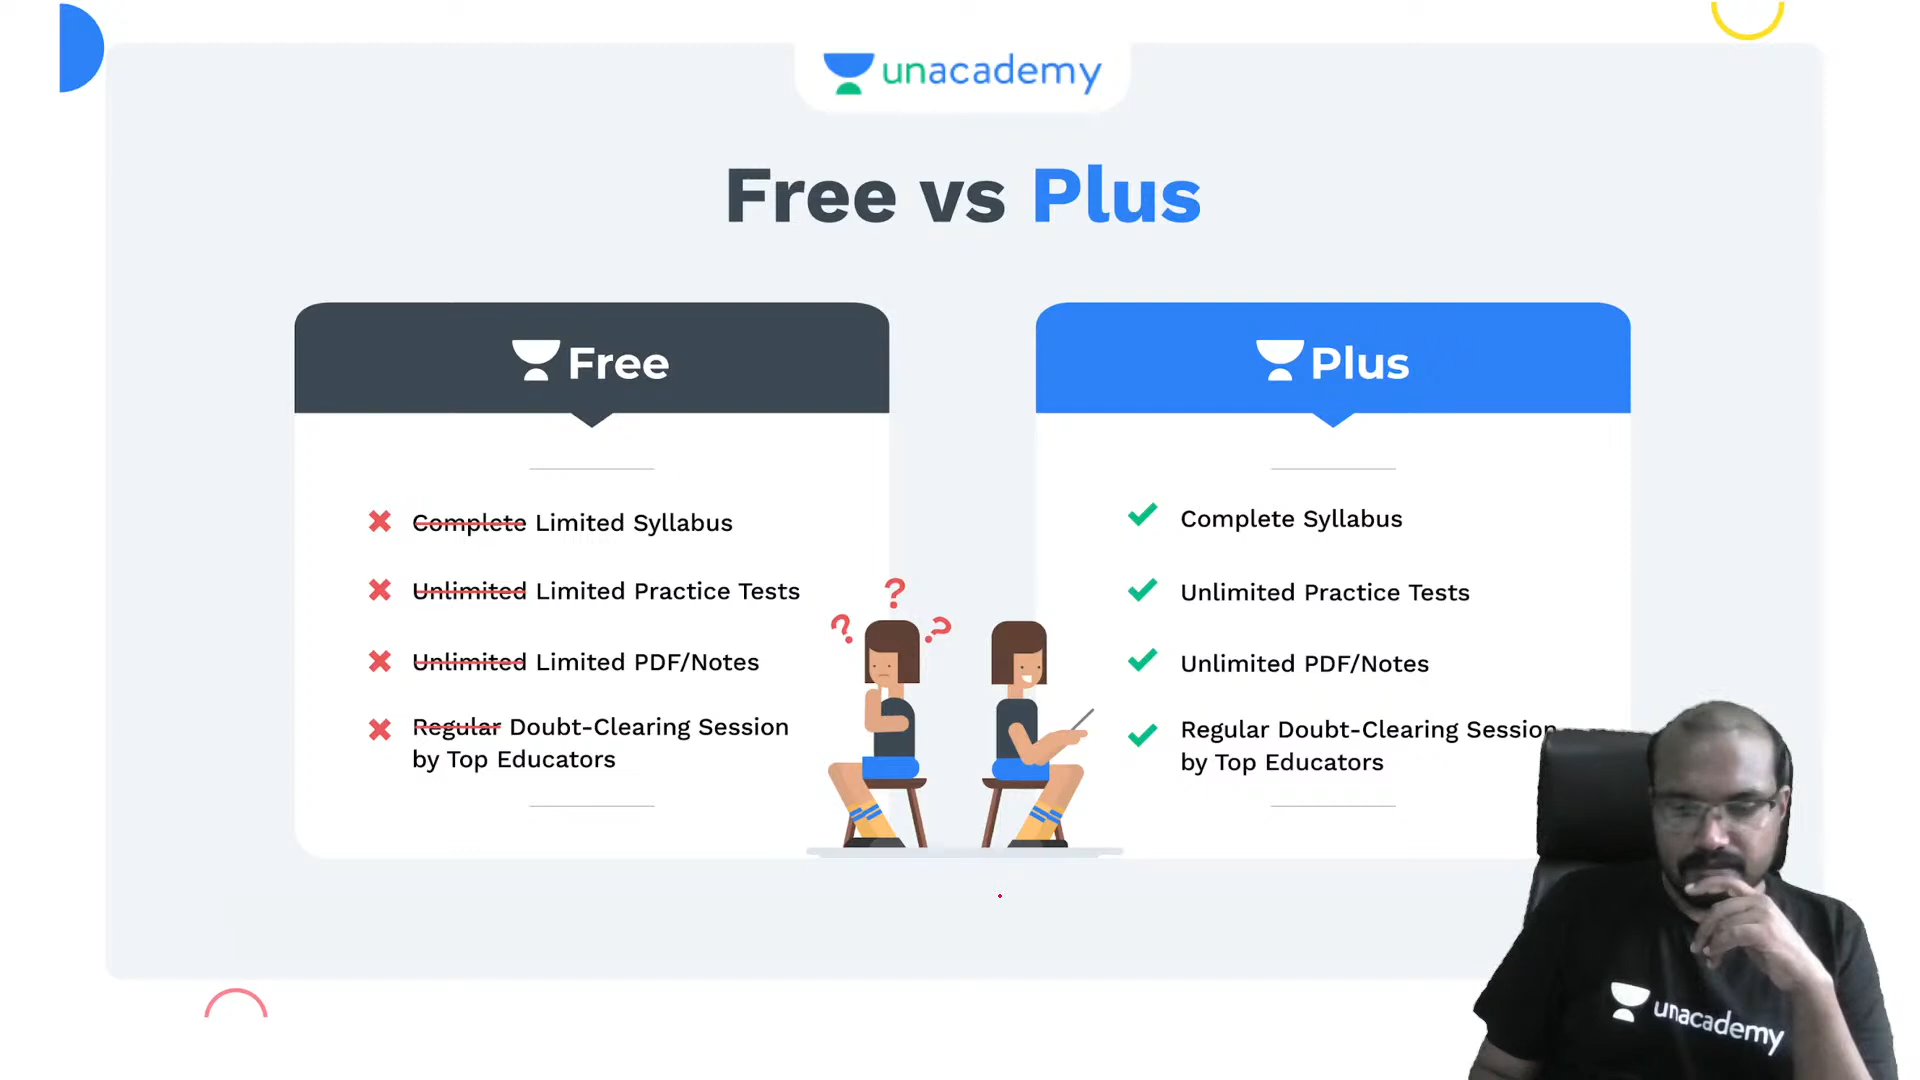 unacademy
Free vs Plus
Free
Complete Limited Syllabus
Unlimited Limited Practice Tests
Unlimited Limited PDF/Notes
Regular Doubt-Clearing Session
by Top Educators
? ? ?
Plus
Complete Syllabus
Unlimited Practice Tests
Unlimited PDF/Notes
Regular Doubt-Clearing Session
by Top Educators
unacademy